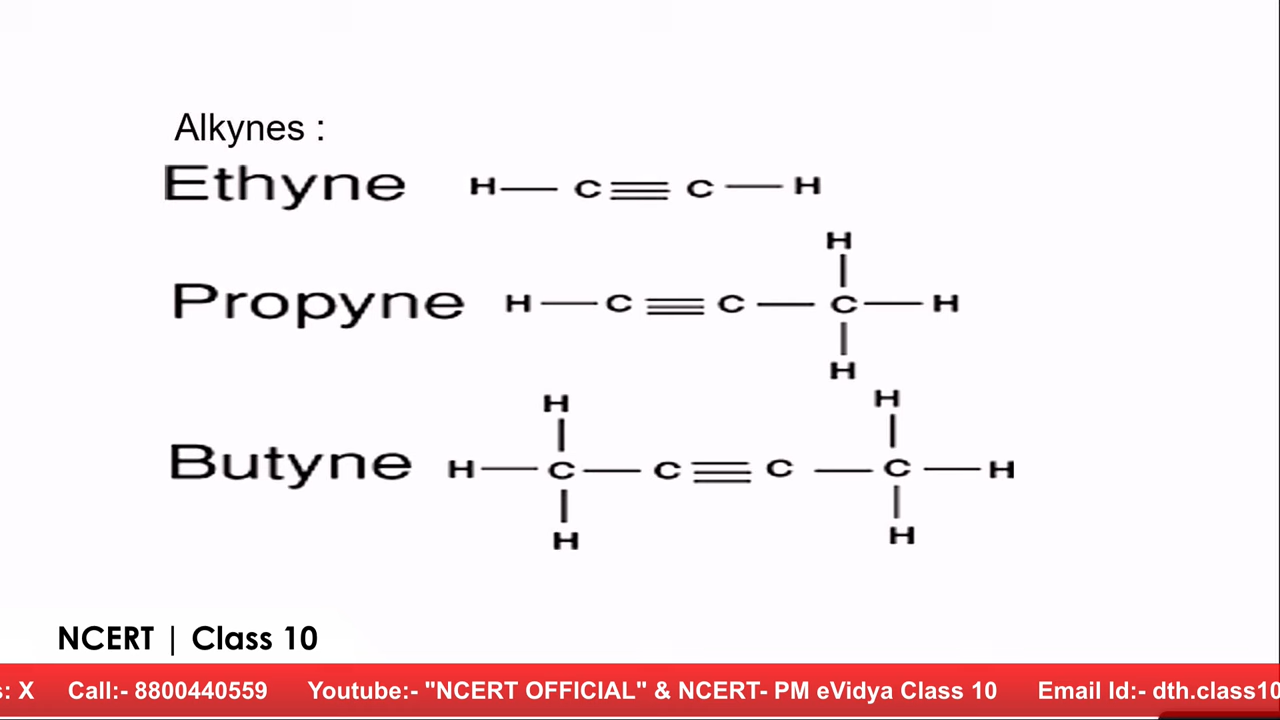 Alkynes :
Ethyne H — C ≡ C — H
H
|
Propyne H — C ≡ C — C — H
|
H
H H
| |
Butyne H — C — C ≡ C — C — H
| |
H H
NCERT | Class 10
s: X Call:- 8800440559 Youtube:- "NCERT OFFICIAL" & NCERT- PM eVidya Class 10 Email Id:- dth.class10